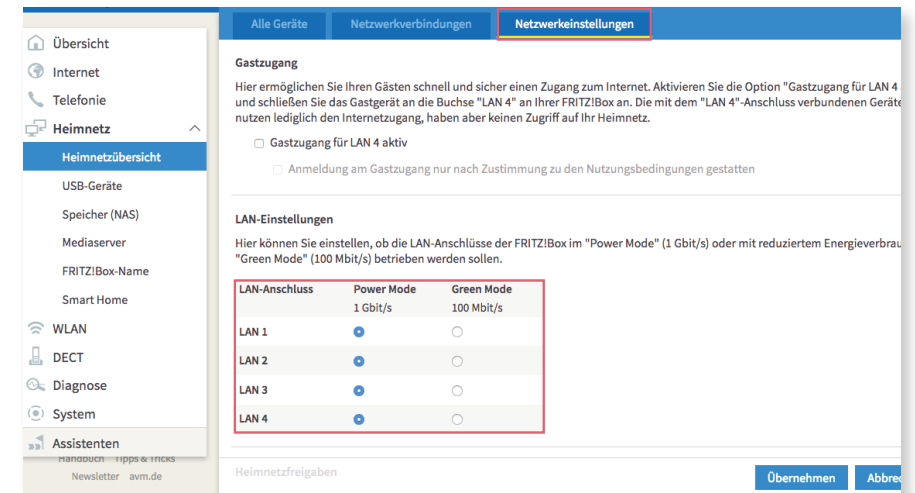 Alle Geräte Netzwerkverbindungen Netzwerkeinstellungen
Übersicht
Internet
Telefonie
Heimnetz
Heimnetzübersicht
USB-Geräte
Speicher (NAS)
Mediaserver
FRITZ!Box-Name
Smart Home
WLAN
DECT
Diagnose
System
Assistenten
Handbuch Tipps & Tricks
Newsletter avm.de
Gastzugang
Hier ermöglichen Sie Ihren Gästen schnell und sicher einen Zugang zum Internet. Aktivieren Sie die Option "Gastzugang für LAN 4
und schließen Sie das Gastgerät an die Buchse "LAN 4" an Ihrer FRITZ!Box an. Die mit dem "LAN 4"-Anschluss verbundenen Geräte
nutzen lediglich den Internetzugang, haben aber keinen Zugriff auf Ihr Heimnetz.
Gastzugang für LAN 4 aktiv
Anmeldung am Gastzugang nur nach Zustimmung zu den Nutzungsbedingungen gestatten
LAN-Einstellungen
Hier können Sie einstellen, ob die LAN-Anschlüsse der FRITZ!Box im "Power Mode" (1 Gbit/s) oder mit reduziertem Energieverbrau
"Green Mode" (100 Mbit/s) betrieben werden sollen.
LAN-Anschluss Power Mode Green Mode
1 Gbit/s 100 Mbit/s
LAN 1
LAN 2
LAN 3
LAN 4
Heimnetzfreigaben
Übernehmen Abbrec